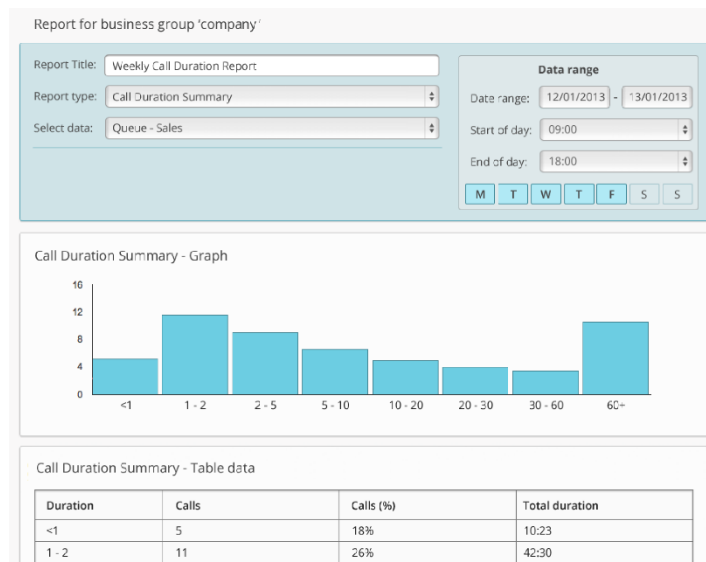 Report for business group 'company'
Report Title: Weekly Call Duration Report
Report type: Call Duration Summary
Select data: Queue - Sales
Data range
Date range: 12/01/2013 - 13/01/2013
Start of day: 09:00
End of day: 18:00
M T W T F S S
Call Duration Summary - Graph
16
12
8
4
0
<1 1 - 2 2 - 5 5 - 10 10 - 20 20 - 30 30 - 60 60+
Call Duration Summary - Table data
Duration Calls Calls (%) Total duration
<1 5 18% 10:23
1 - 2 11 26% 42:30